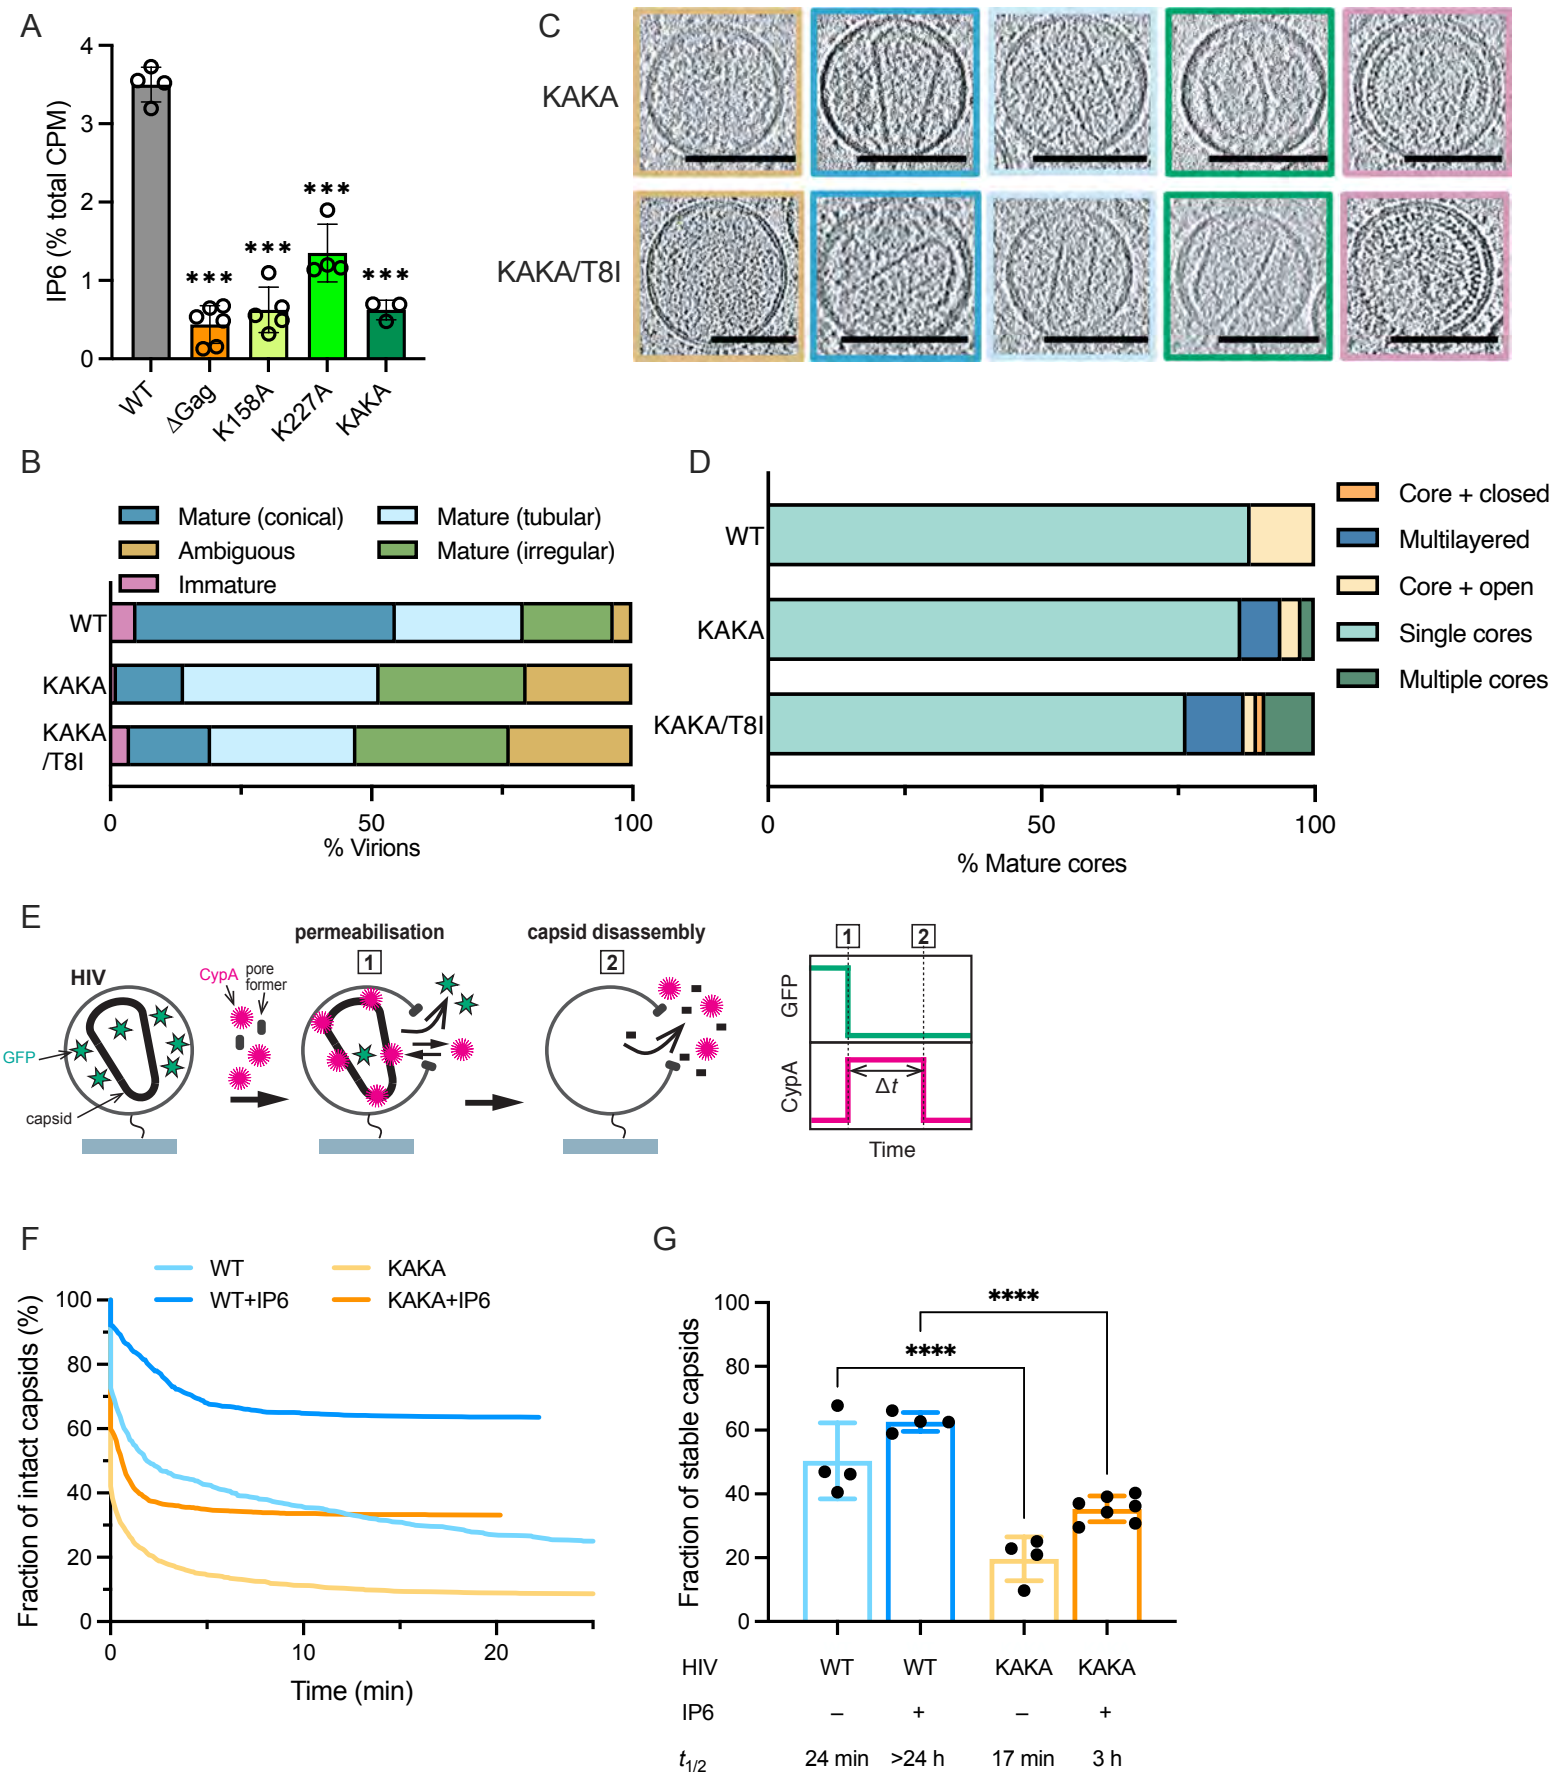 A
IP6 (% total CPM)
4
3
2
1
0
***
***
***
***
WT
ΔGag
K158A
K227A
KAKA
C
KAKA
KAKA/T8I
B
Mature (conical)
Mature (tubular)
Ambiguous
Mature (irregular)
Immature
WT
KAKA
KAKA
/T8I
0
50
100
% Virions
D
Core + closed
Multilayered
Core + open
Single cores
Multiple cores
WT
KAKA
KAKA/T8I
0
50
100
% Mature cores
E
HIV
GFP
capsid
CypA
pore
former
permeabilisation
1
capsid disassembly
2
1
2
GFP
CypA
Δt
Time
F
WT
KAKA
WT+IP6
KAKA+IP6
Fraction of intact capsids (%)
100
80
60
40
20
0
0
10
20
Time (min)
G
Fraction of stable capsids
100
80
60
40
20
0
****
****
HIV WT WT KAKA KAKA
IP6 – + – +
t1/2 24 min >24 h 17 min 3 h